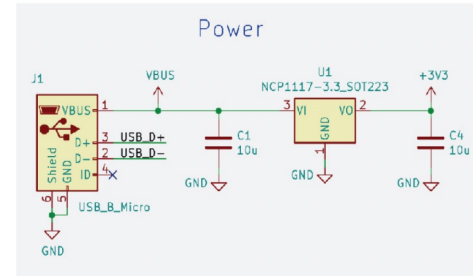 Power
J1
VBUS
U1
NCP1117-3.3_SOT223
+3V3
VBUS 1
3 VI VO 2
D+ 3 USB_D+
D- 2 USB_D-
ID 4
GND
1
C1
10u
C4
10u
Shield
GND
6
5
USB_B_Micro
GND
GND
GND
GND